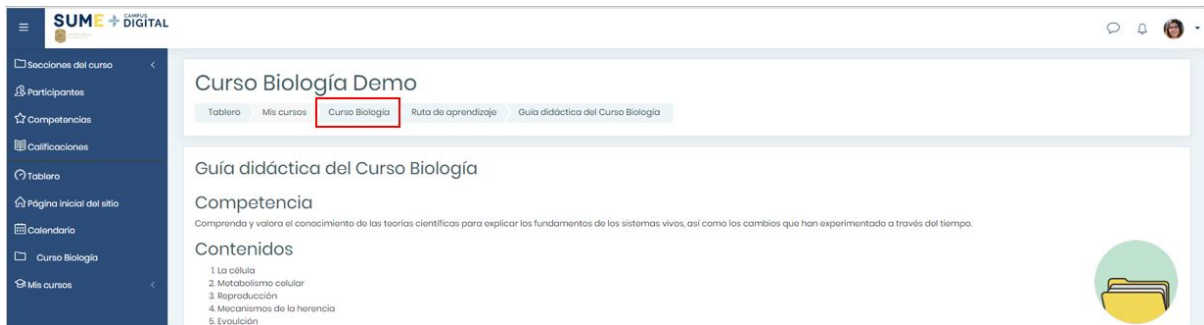 SUME + CAMPUS DIGITAL
Secciones del curso
Participantes
Competencias
Calificaciones
Tablero
Página inicial del sitio
Calendario
Curso Biología
Mis cursos
Curso Biología Demo
Tablero Mis cursos Curso Biología Ruta de aprendizaje Guía didáctica del Curso Biología
Guía didáctica del Curso Biología
Competencia
Comprenda y valora el conocimiento de las teorías científicas para explicar los fundamentos de los sistemas vivos, así como los cambios que han experimentado a través del tiempo.
Contenidos
1. La célula
2. Metabolismo celular
3. Reproducción
4. Mecanismos de la herencia
5. Evoulción